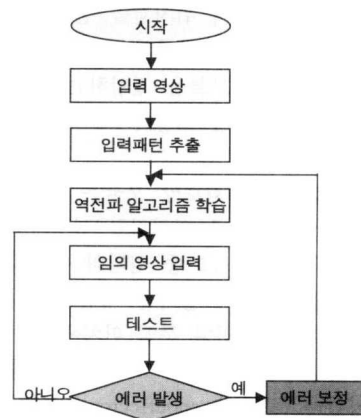 시작
입력 영상
입력패턴 추출
역전파 알고리즘 학습
임의 영상 입력
테스트
아니오
에러 발생
예
에러 보정